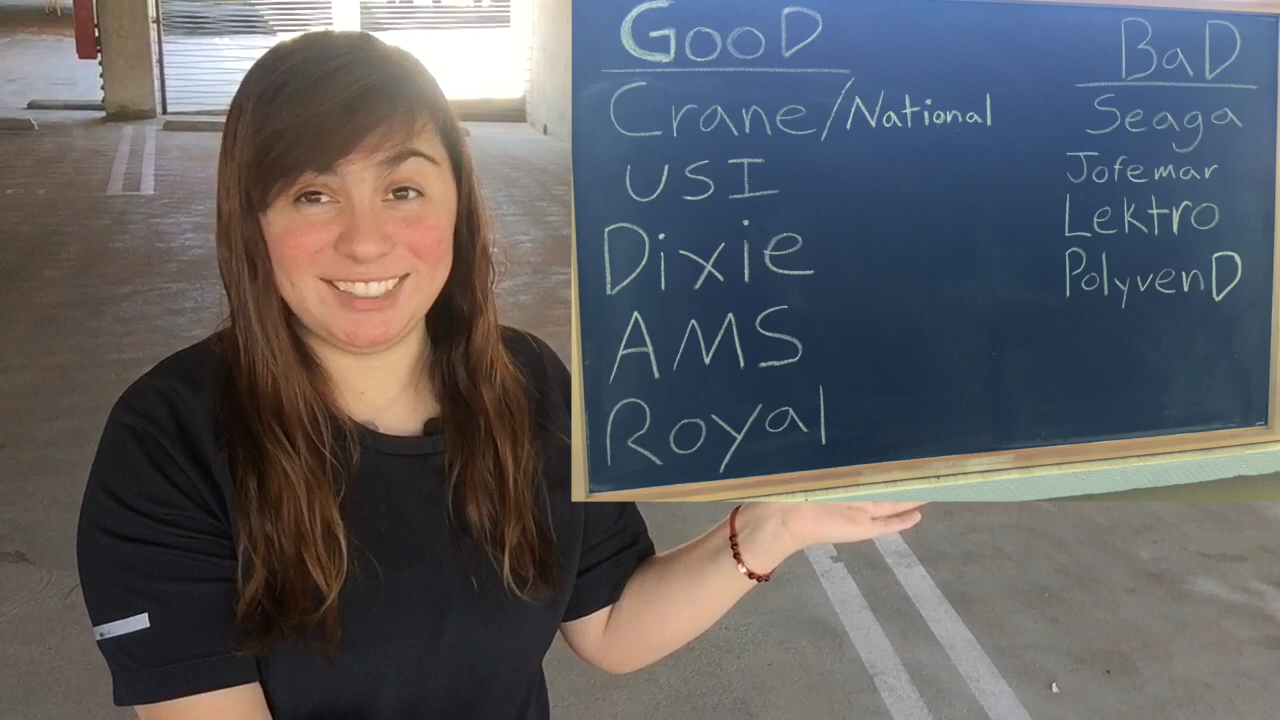 GooD
Crane/National
USI
Dixie
AMS
Royal
BaD
Seaga
Jofemar
Lektro
PolyvenD